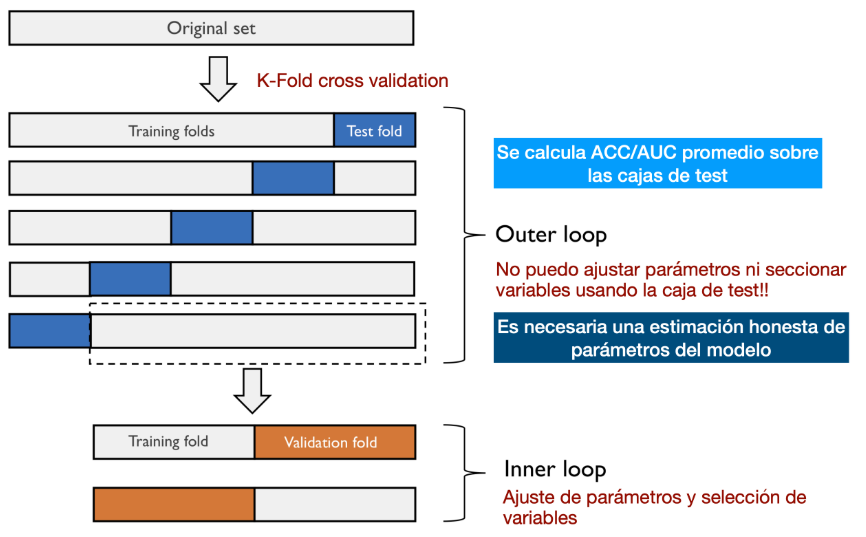 Original set
K-Fold cross validation
Training folds
Test fold
Se calcula ACC/AUC promedio sobre
las cajas de test
Outer loop
No puedo ajustar parámetros ni seccionar
variables usando la caja de test!!
Es necesaria una estimación honesta de
parámetros del modelo
Training fold
Validation fold
Inner loop
Ajuste de parámetros y selección de
variables